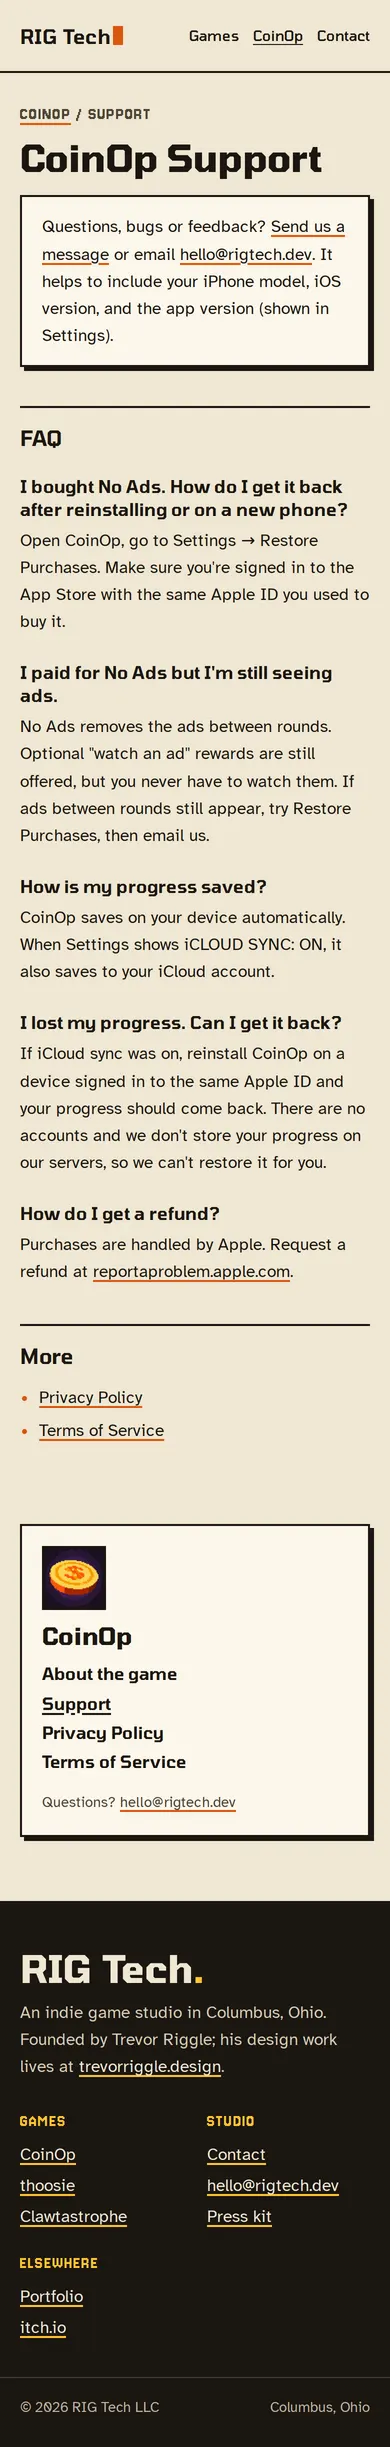 RIG Tech
Games CoinOp Contact
COINOP / SUPPORT
CoinOp Support
Questions, bugs or feedback? Send us a
message or email hello@rigtech.dev. It
helps to include your iPhone model, iOS
version, and the app version (shown in
Settings).
FAQ
I bought No Ads. How do I get it back
after reinstalling or on a new phone?
Open CoinOp, go to Settings → Restore
Purchases. Make sure you're signed in to the
App Store with the same Apple ID you used to
buy it.
I paid for No Ads but I'm still seeing
ads.
No Ads removes the ads between rounds.
Optional "watch an ad" rewards are still
offered, but you never have to watch them. If
ads between rounds still appear, try Restore
Purchases, then email us.
How is my progress saved?
CoinOp saves on your device automatically.
When Settings shows iCLOUD SYNC: ON, it
also saves to your iCloud account.
I lost my progress. Can I get it back?
If iCloud sync was on, reinstall CoinOp on a
device signed in to the same Apple ID and
your progress should come back. There are no
accounts and we don't store your progress on
our servers, so we can't restore it for you.
How do I get a refund?
Purchases are handled by Apple. Request a
refund at reportaproblem.apple.com.
More
• Privacy Policy
• Terms of Service
CoinOp
About the game
Support
Privacy Policy
Terms of Service
Questions? hello@rigtech.dev
RIG Tech.
An indie game studio in Columbus, Ohio.
Founded by Trevor Riggle; his design work
lives at trevorriggle.design.
GAMES
CoinOp
thoosie
Clawtastrophe
STUDIO
Contact
hello@rigtech.dev
Press kit
ELSEWHERE
Portfolio
itch.io
© 2026 RIG Tech LLC
Columbus, Ohio